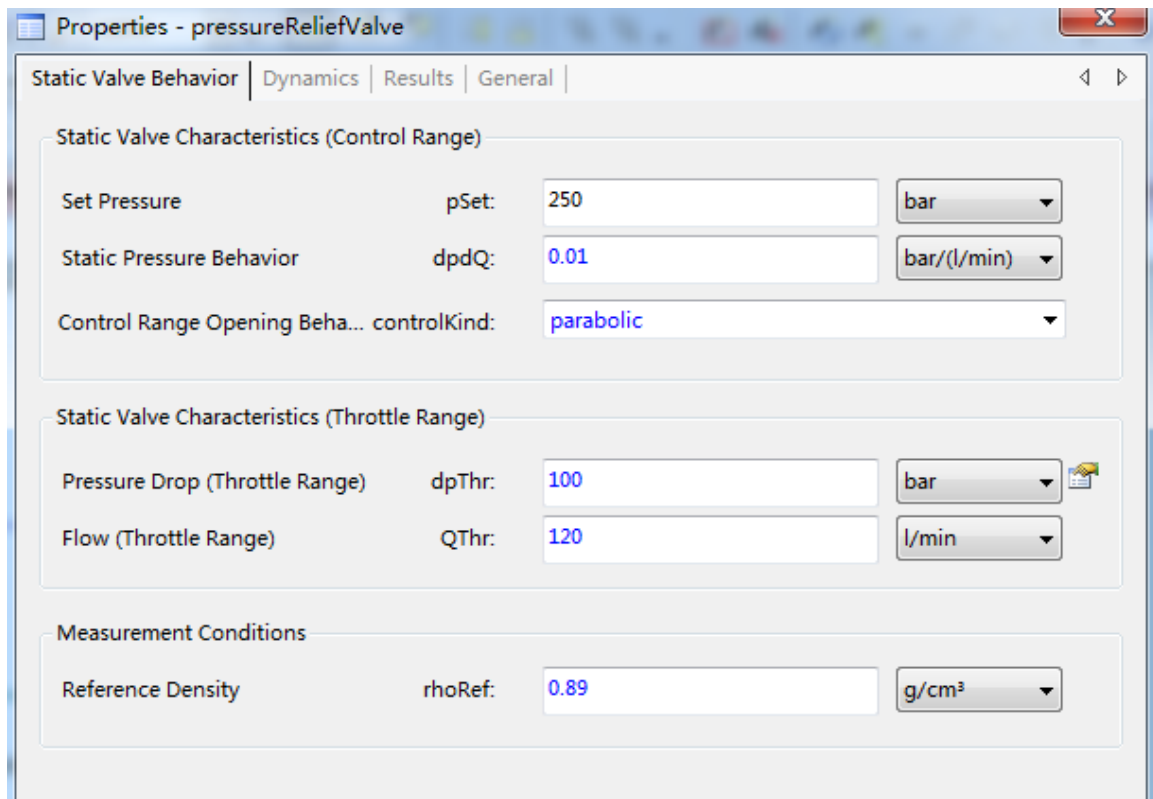 Properties - pressureReliefValve
Static Valve Behavior Dynamics Results General
Static Valve Characteristics (Control Range)
Set Pressure pSet: 250 bar
Static Pressure Behavior dpdQ: 0.01 bar/(l/min)
Control Range Opening Beha... controlKind: parabolic
Static Valve Characteristics (Throttle Range)
Pressure Drop (Throttle Range) dpThr: 100 bar
Flow (Throttle Range) QThr: 120 l/min
Measurement Conditions
Reference Density rhoRef: 0.89 g/cm³